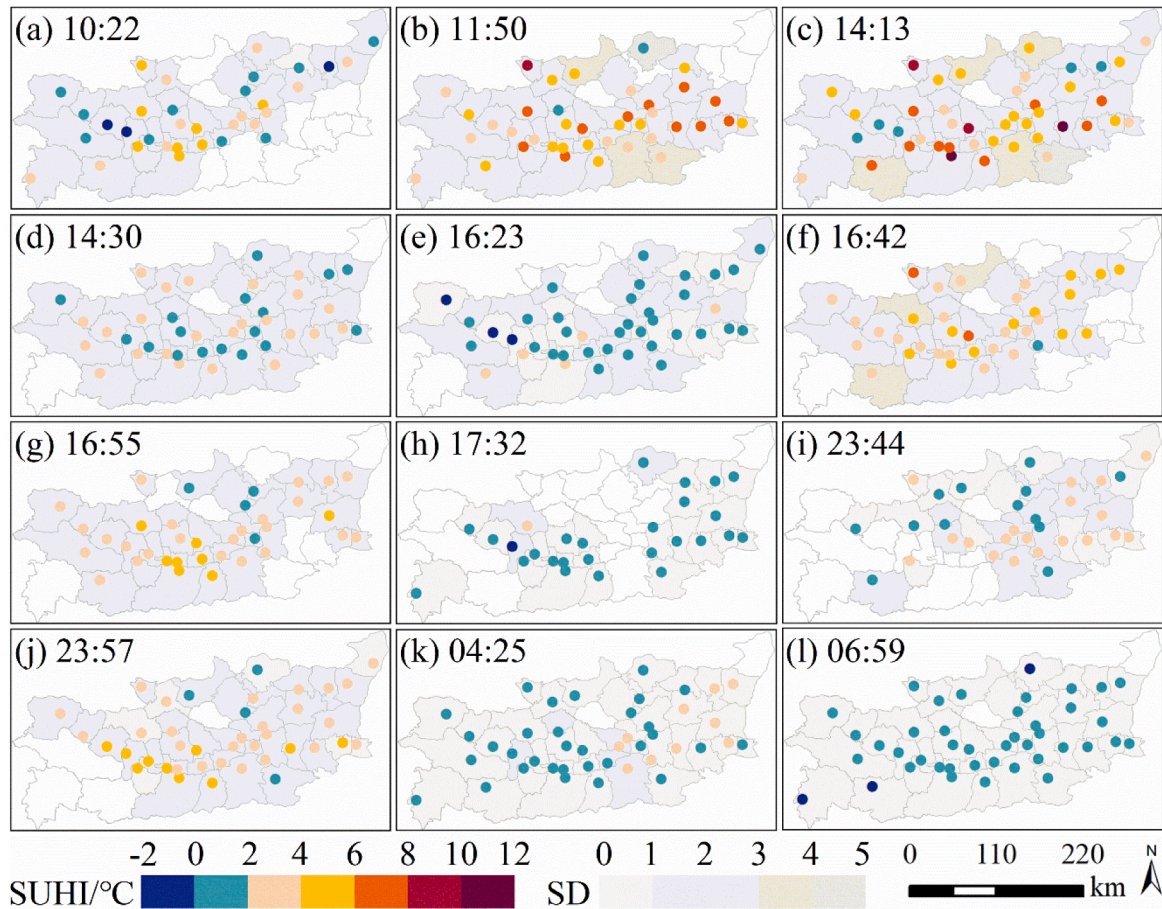 (a) 10:22
(b) 11:50
(c) 14:13
(d) 14:30
(e) 16:23
(f) 16:42
(g) 16:55
(h) 17:32
(i) 23:44
(j) 23:57
(k) 04:25
(l) 06:59
-2 0 2 4 6 8 10 12 0 1 2 3 4 5 0 110 220 N
SUHI/°C SD km